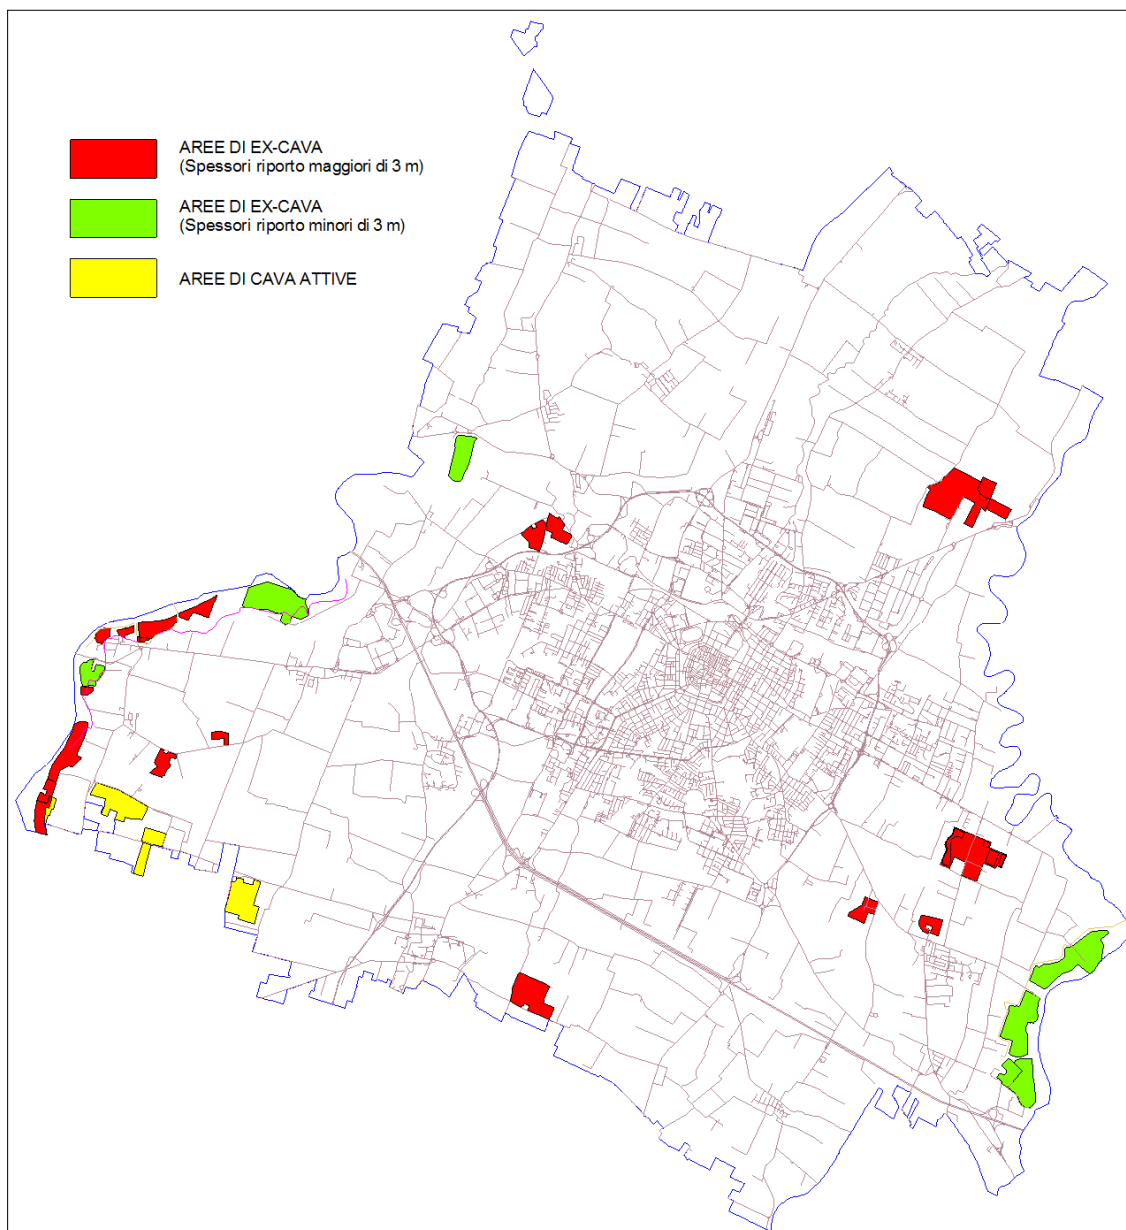 AREE DI EX-CAVA
(Spessori riporto maggiori di 3 m)
AREE DI EX-CAVA
(Spessori riporto minori di 3 m)
AREE DI CAVA ATTIVE